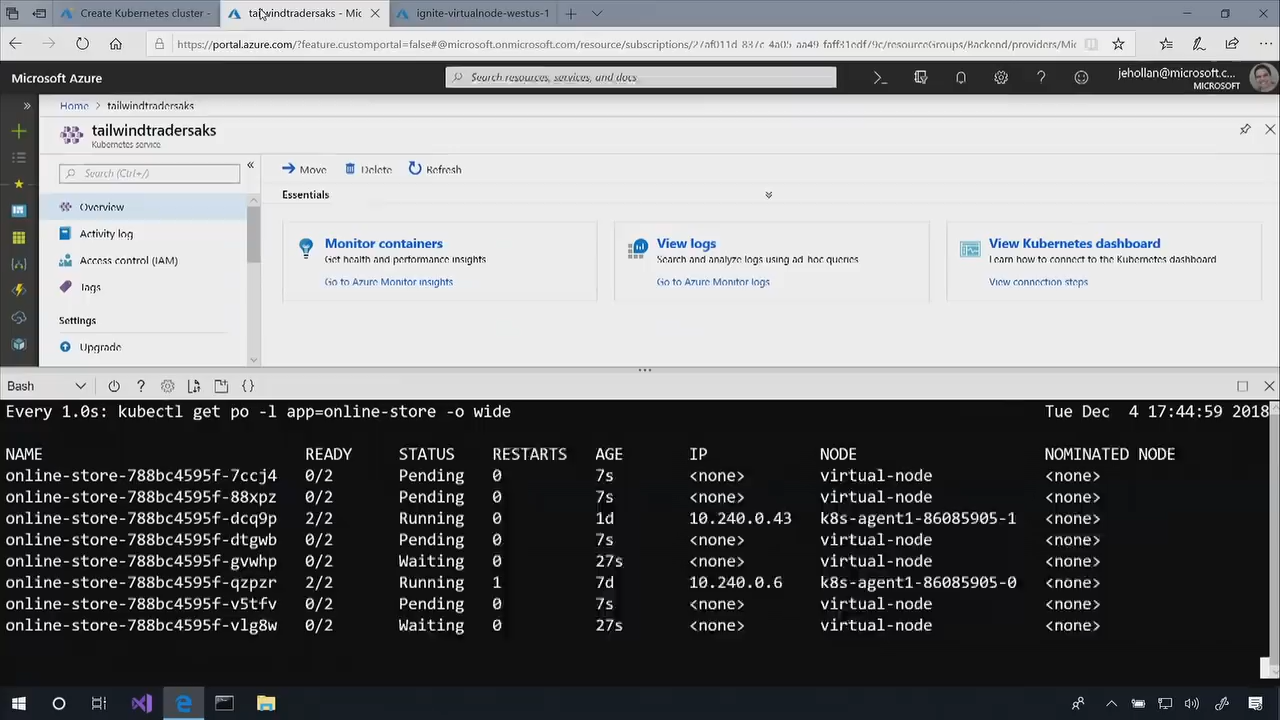 Create Kubernetes cluster -
tailwindtradersaks - Mic
ignite-virtualnode-westus-1
Microsoft Azure
Search resources, services, and docs
jehollan@microsoft.c...
MICROSOFT
Home > tailwindtradersaks
tailwindtradersaks
Kubernetes service
Search (Ctrl+/)
Move
Delete
Refresh
Essentials
Overview
Activity log
Access control (IAM)
Tags
Settings
Upgrade
Monitor containers
Get health and performance insights
Go to Azure Monitor insights
View logs
Search and analyze logs using ad-hoc queries
Go to Azure Monitor logs
View Kubernetes dashboard
Learn how to connect to the Kubernetes dashboard
View connection steps
Bash
Every 1.0s: kubectl get po -l app=online-store -o wide Tue Dec 4 17:44:59 2018
NAME READY STATUS RESTARTS AGE IP NODE NOMINATED NODE
online-store-788bc4595f-7ccj4 0/2 Pending 0 7s <none> virtual-node <none>
online-store-788bc4595f-88xpz 0/2 Pending 0 7s <none> virtual-node <none>
online-store-788bc4595f-dcq9p 2/2 Running 0 1d 10.240.0.43 k8s-agent1-86085905-1 <none>
online-store-788bc4595f-dtgwb 0/2 Pending 0 7s <none> virtual-node <none>
online-store-788bc4595f-gvwhp 0/2 Waiting 0 27s <none> virtual-node <none>
online-store-788bc4595f-qzpzr 2/2 Running 1 7d 10.240.0.6 k8s-agent1-86085905-0 <none>
online-store-788bc4595f-v5tfv 0/2 Pending 0 7s <none> virtual-node <none>
online-store-788bc4595f-vlg8w 0/2 Waiting 0 27s <none> virtual-node <none>